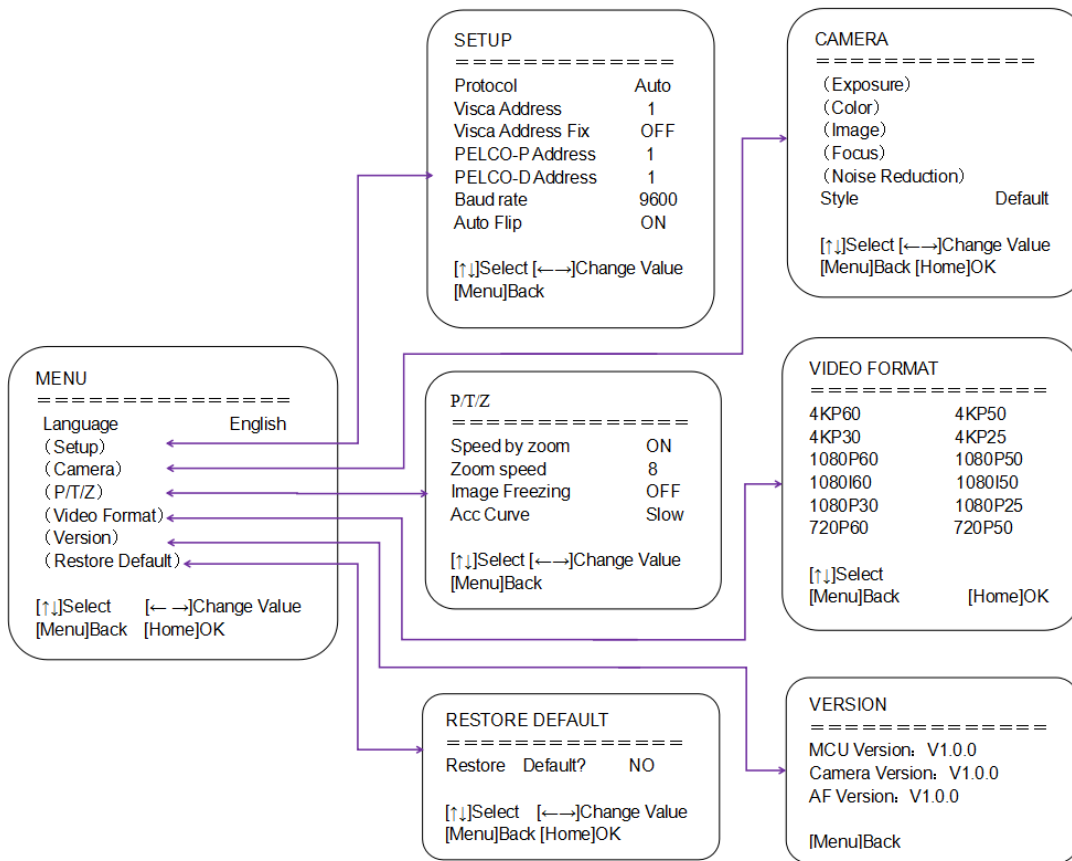 SETUP
= = = = = = = = = = = = =
Protocol Auto
Visca Address 1
Visca Address Fix OFF
PELCO-P Address 1
PELCO-D Address 1
Baud rate 9600
Auto Flip ON
[↑↓]Select [←→]Change Value
[Menu]Back
CAMERA
= = = = = = = = = = = = =
（Exposure）
（Color）
（Image）
（Focus）
（Noise Reduction）
Style Default
[↑↓]Select [←→]Change Value
[Menu]Back [Home]OK
MENU
= = = = = = = = = = = = = = =
Language English
（Setup）
（Camera）
（P/T/Z）
（Video Format）
（Version）
（Restore Default）
[↑↓]Select [← →]Change Value
[Menu]Back [Home]OK
P/T/Z
= = = = = = = = = = = = = =
Speed by zoom ON
Zoom speed 8
Image Freezing OFF
Acc Curve Slow
[↑↓]Select [←→]Change Value
[Menu]Back
VIDEO FORMAT
= = = = = = = = = = = = = =
4KP60 4KP50
4KP30 4KP25
1080P60 1080P50
1080I60 1080I50
1080P30 1080P25
720P60 720P50
[↑↓]Select
[Menu]Back [Home]OK
RESTORE DEFAULT
= = = = = = = = = = = = = =
Restore Default? NO
[↑↓]Select [←→]Change Value
[Menu]Back [Home]OK
VERSION
= = = = = = = = = = = = = =
MCU Version：V1.0.0
Camera Version：V1.0.0
AF Version：V1.0.0
[Menu]Back